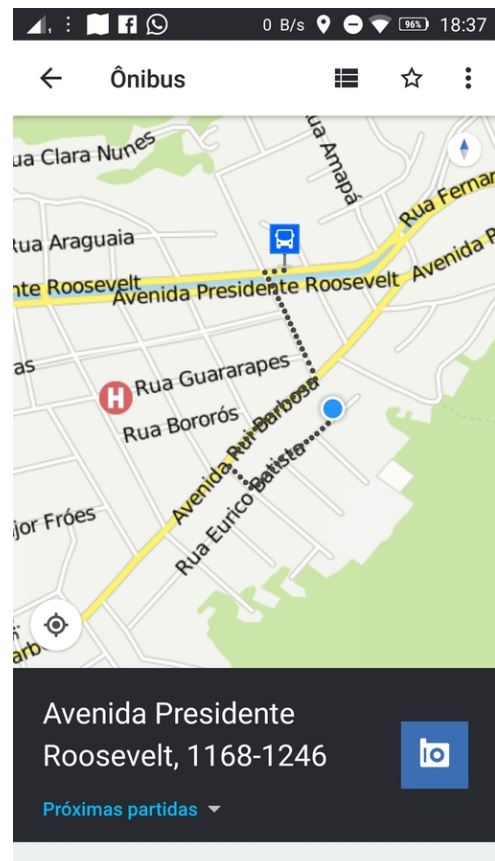 0 B/s 96% 18:37
Ônibus
ua Clara Nunes
ua Amapá
Rua Fernar
Rua Araguaia
nte Roosevelt
Avenida Presidente Roosevelt
Avenida R
as
H
Rua Guararapes
Rua Bororós
Avenida Rui Barbosa
Rua Eurico Batista
jor Fróes
arb
Avenida Presidente
Roosevelt, 1168-1246
Próximas partidas